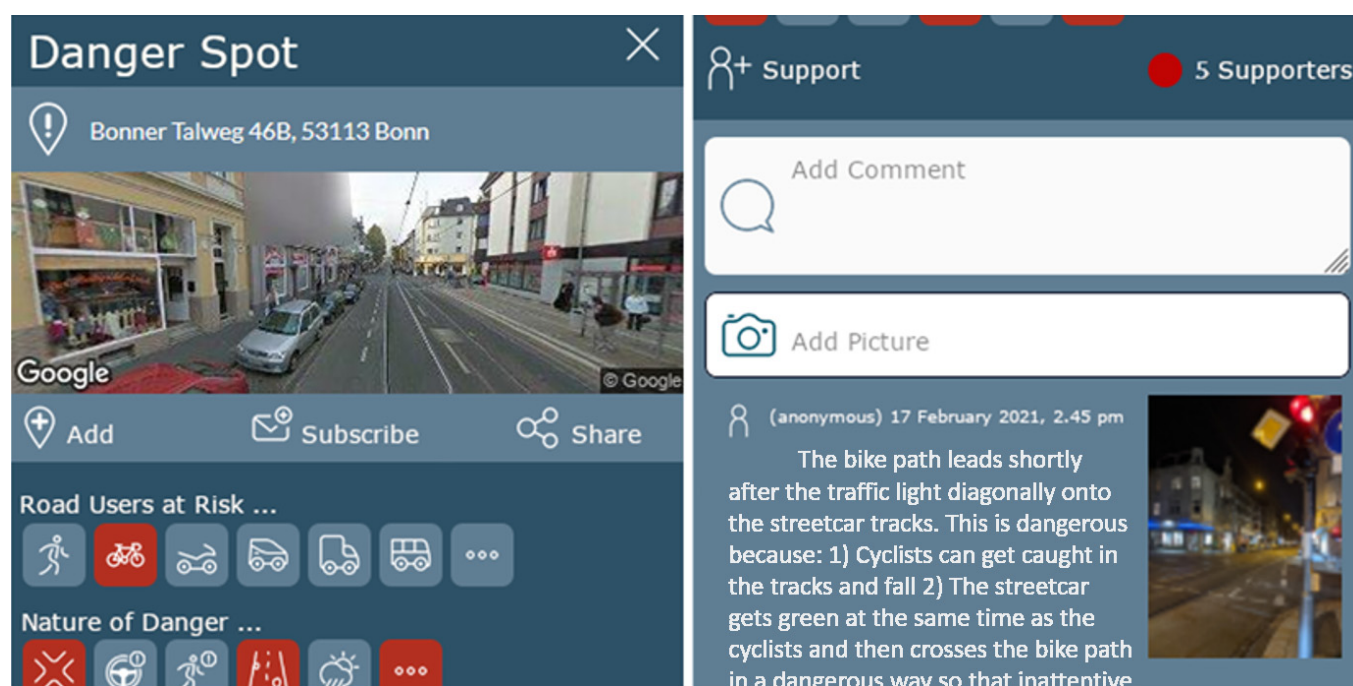 Danger Spot
Bonner Talweg 46B, 53113 Bonn
Google
© Google
Add
Subscribe
Share
Road Users at Risk ...
Nature of Danger ...
Support
5 Supporters
Add Comment
Add Picture
(anonymous) 17 February 2021, 2.45 pm
The bike path leads shortly
after the traffic light diagonally onto
the streetcar tracks. This is dangerous
because: 1) Cyclists can get caught in
the tracks and fall 2) The streetcar
gets green at the same time as the
cyclists and then crosses the bike path
in a dangerous way so that inattentive